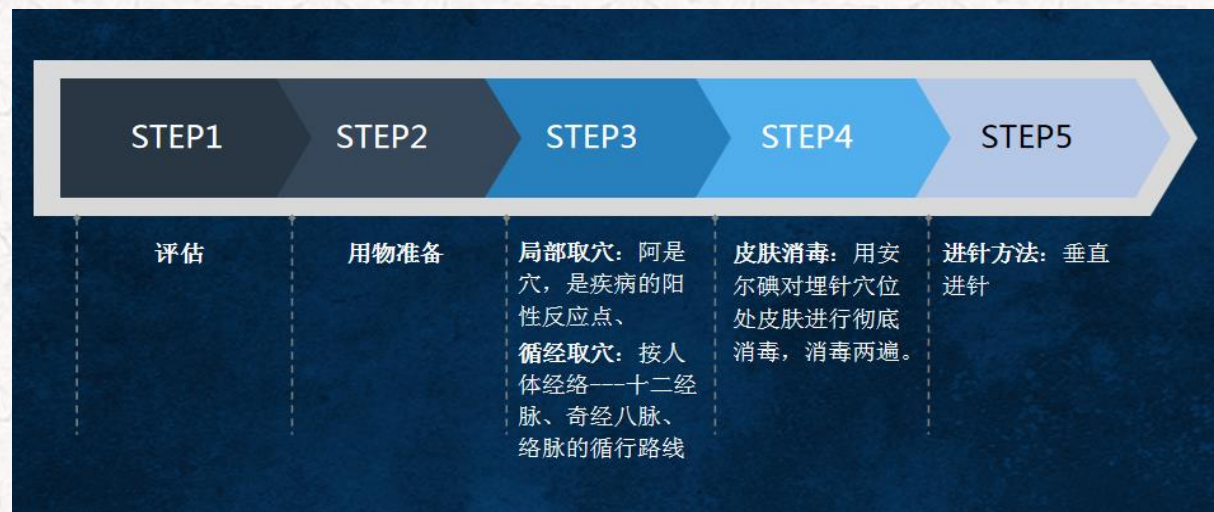 STEP1
STEP2
STEP3
STEP4
STEP5
评估
用物准备
局部取穴：阿是
穴，是疾病的阳
性反应点、
循经取穴：按人
体经络---十二经
脉、奇经八脉、
络脉的循行路线
皮肤消毒：用安
尔碘对埋针穴位
处皮肤进行彻底
消毒，消毒两遍。
进针方法：垂直
进针